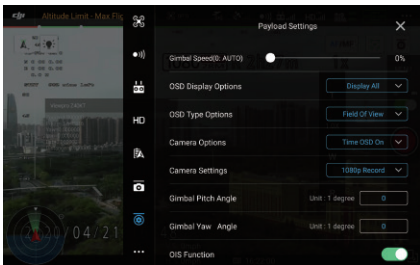 dji Altitude Limit - Max Flig
Payload Settings
Gimbal Speed(0: AUTO) 0%
OSD Display Options Display All
OSD Type Options Field Of View
HD
Camera Options Time OSD On
Camera Settings 1080p Record
Gimbal Pitch Angle Unit : 1 degree 0
Gimbal Yaw Angle Unit : 1 degree 0
OIS Function
2120/04/21